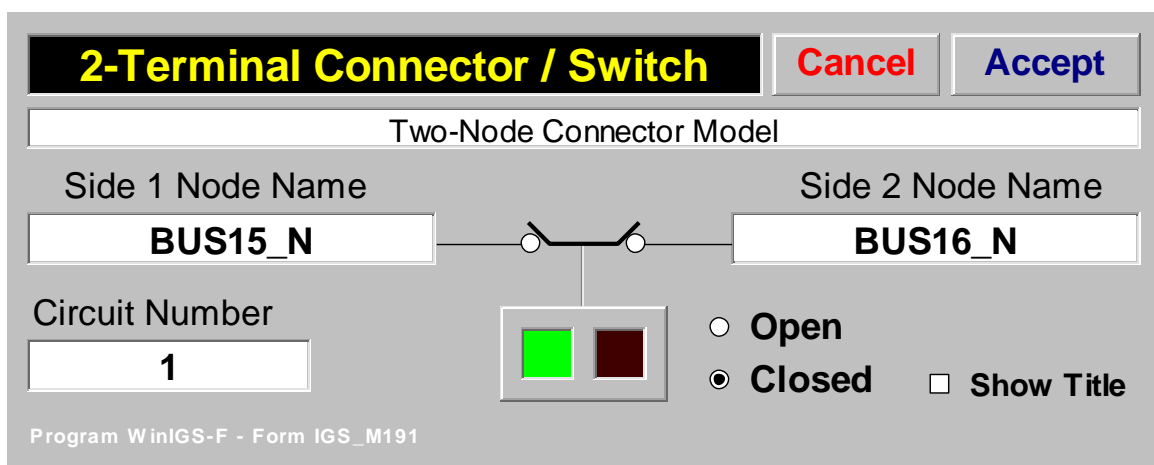 2-Terminal Connector / Switch
Cancel
Accept
Two-Node Connector Model
Side 1 Node Name
Side 2 Node Name
BUS15_N
BUS16_N
Circuit Number
1
Open
Closed
Show Title
Program WinIGS-F - Form IGS_M191